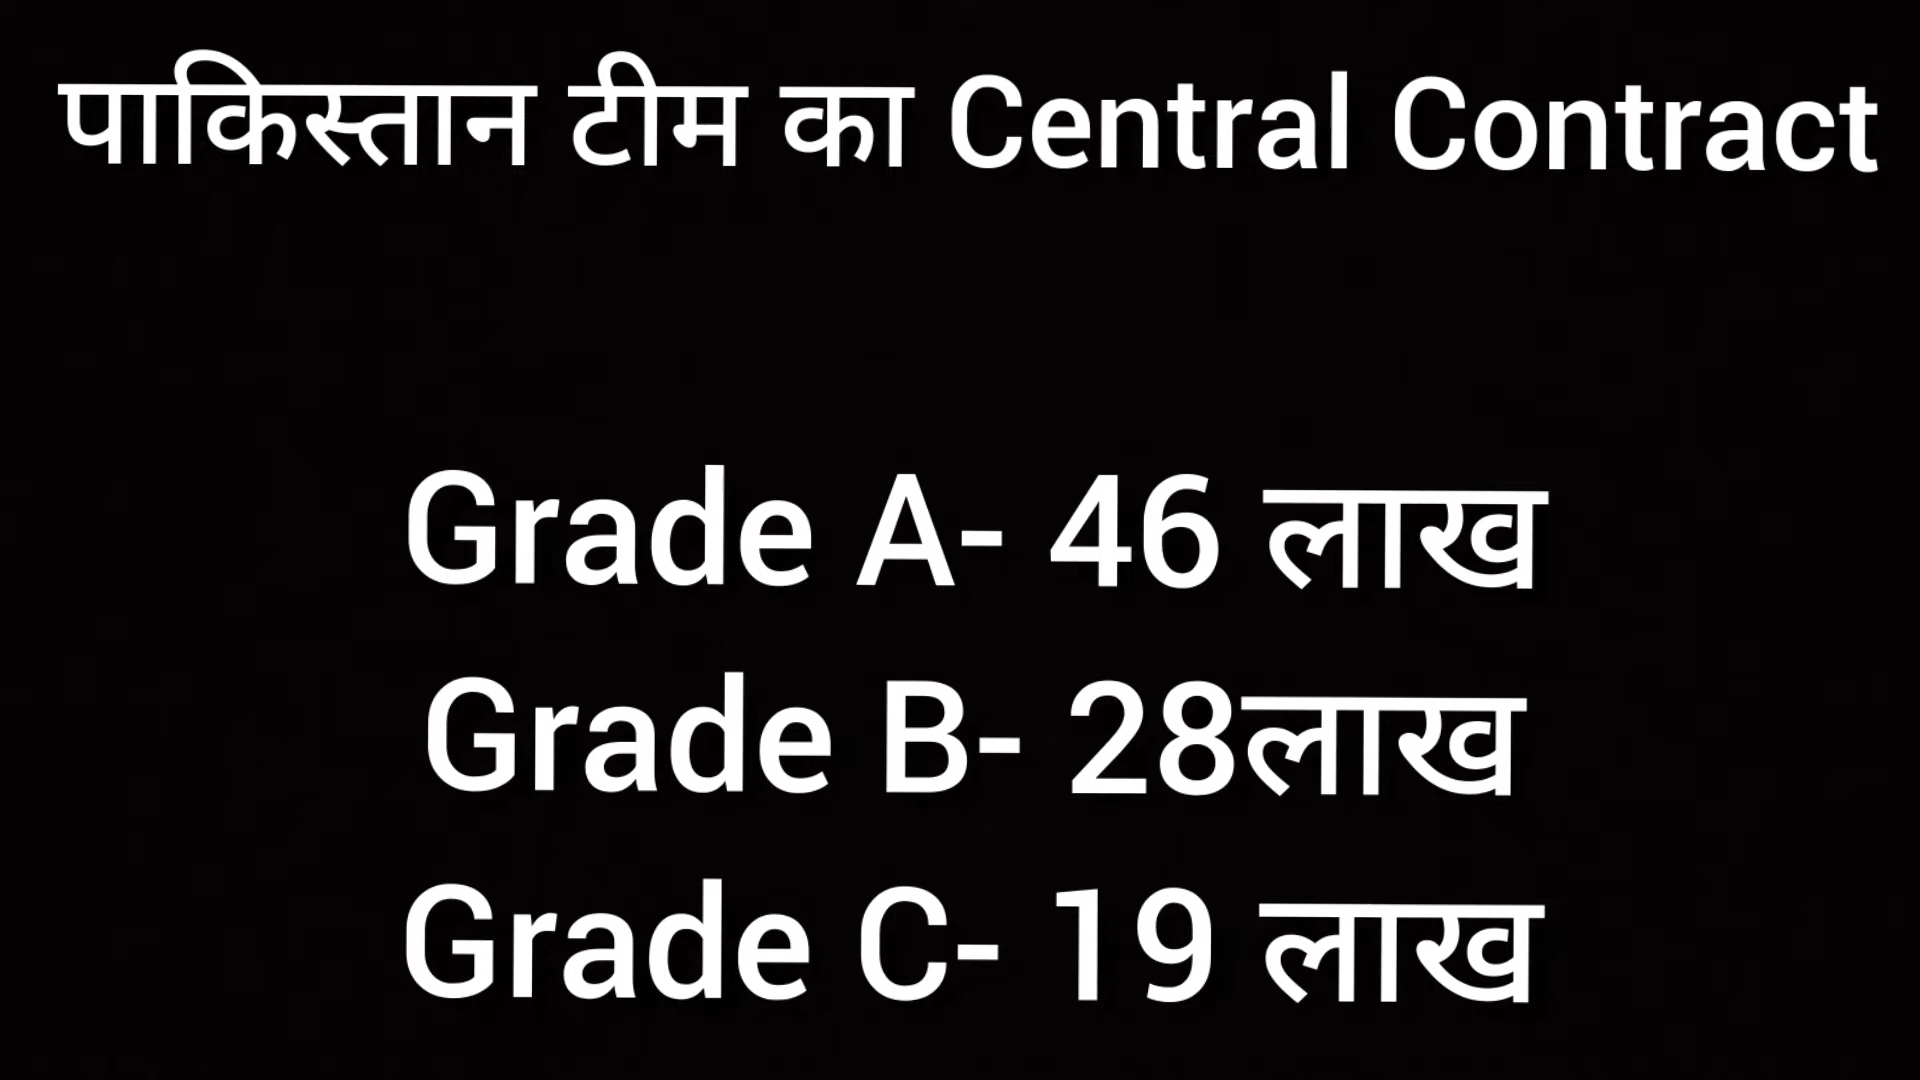 पाकिस्तान टीम का Central Contract
Grade A- 46 लाख
Grade B- 28लाख
Grade C- 19 लाख